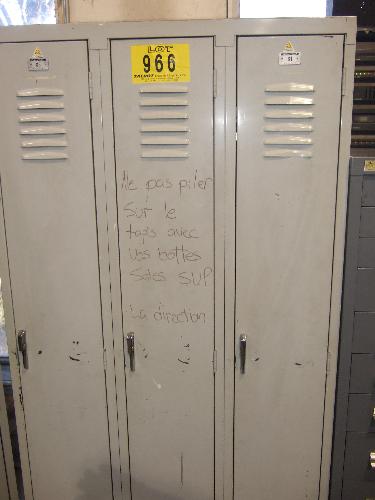 LOT
966
Ne pas piler
Sur le
tapis avec
vos bottes
Sales SVP
La direction